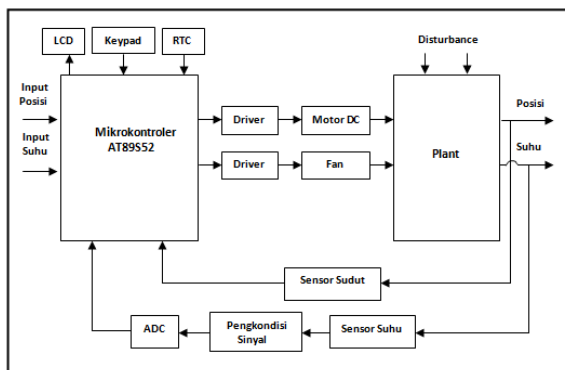 LCD
Keypad
RTC
Disturbance
Input
Posisi
Input
Suhu
Mikrokontroler
AT89S52
Driver
Motor DC
Driver
Fan
Plant
Posisi
Suhu
Sensor Sudut
ADC
Pengkondisi
Sinyal
Sensor Suhu